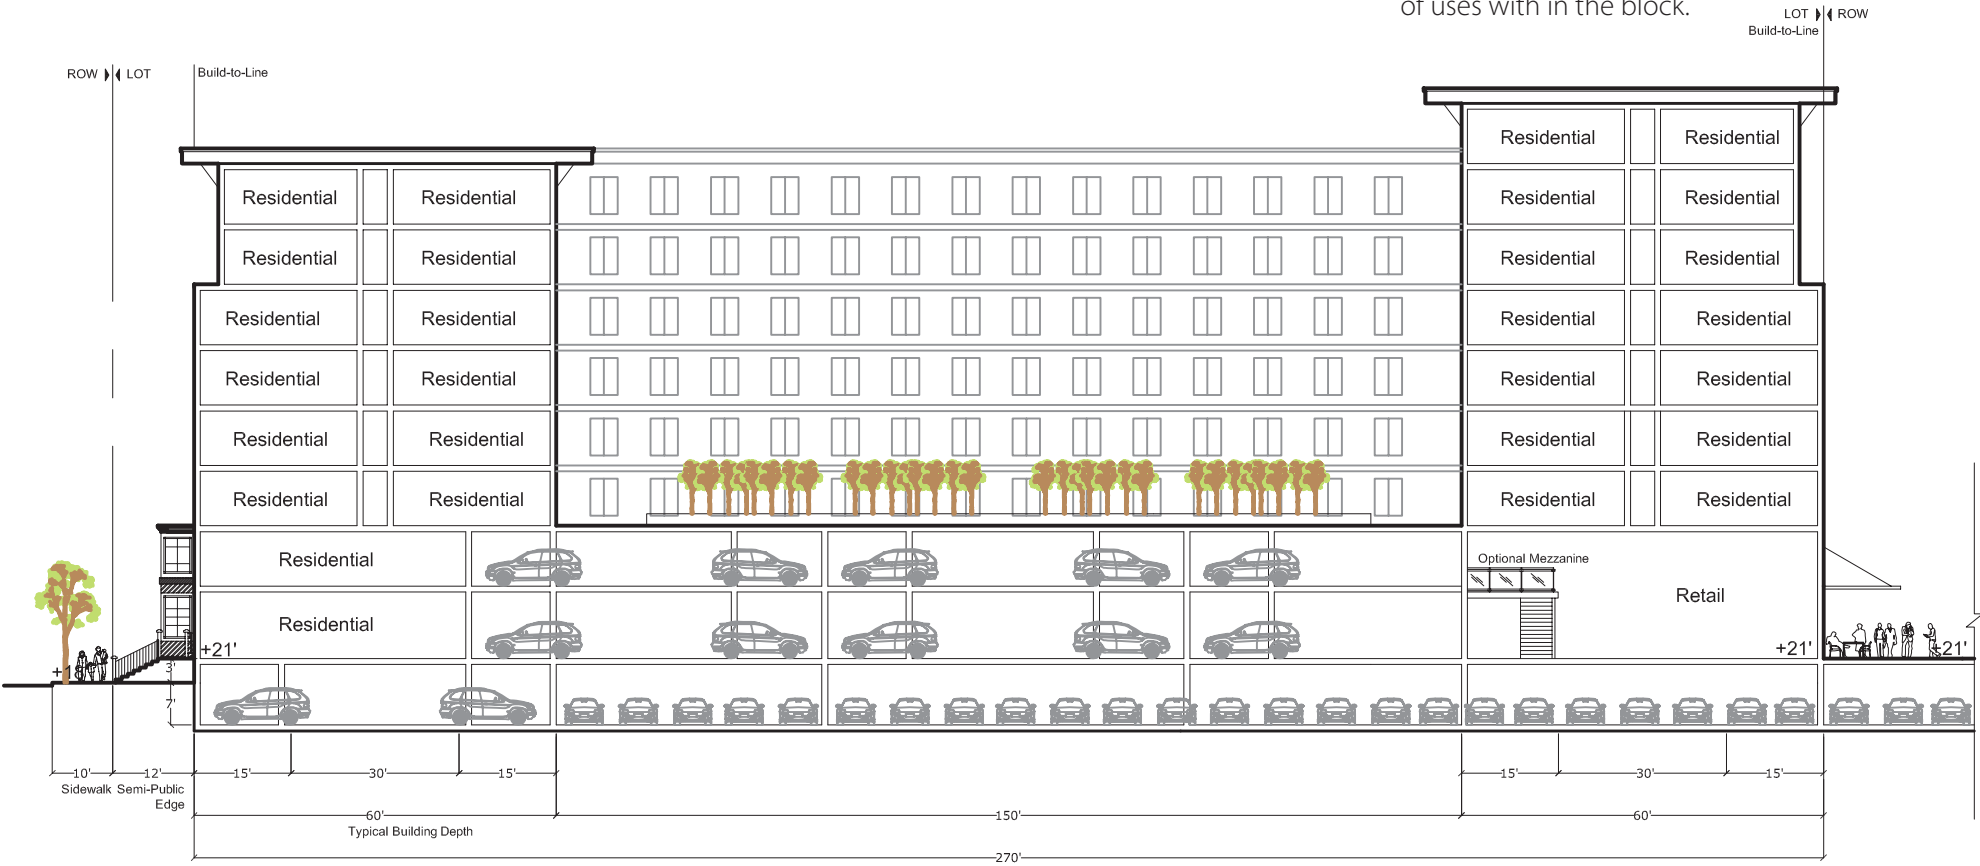 of uses with in the block.
LOT ROW
Build-to-Line
ROW LOT
Build-to-Line
Residential Residential
Residential Residential Residential Residential
Residential Residential Residential Residential
Residential Residential Residential Residential
Residential Residential Residential Residential
Residential Residential Residential Residential
Residential Residential Residential Residential
Residential
Optional Mezzanine
Residential
Retail
+21' +21' +21'
3'
7'
10' 12' 15' 30' 15' 15' 30' 15'
Sidewalk Semi-Public
Edge
60' 150' 60'
Typical Building Depth
270'